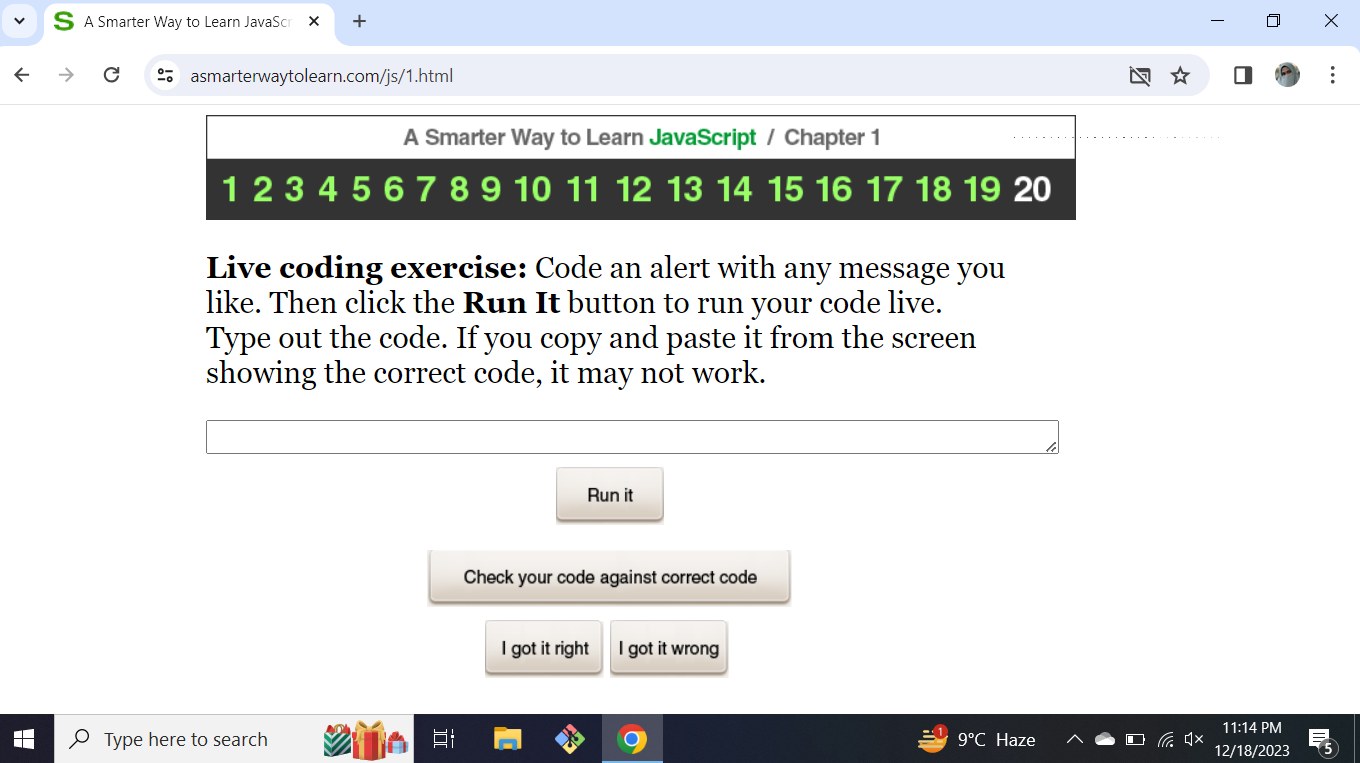 A Smarter Way to Learn JavaScr
asmarterwaytolearn.com/js/1.html
A Smarter Way to Learn JavaScript / Chapter 1
1 2 3 4 5 6 7 8 9 10 11 12 13 14 15 16 17 18 19 20
Live coding exercise: Code an alert with any message you
like. Then click the Run It button to run your code live.
Type out the code. If you copy and paste it from the screen
showing the correct code, it may not work.
Run it
Check your code against correct code
I got it right I got it wrong
Type here to search
1
9°C Haze
11:14 PM
12/18/2023
5